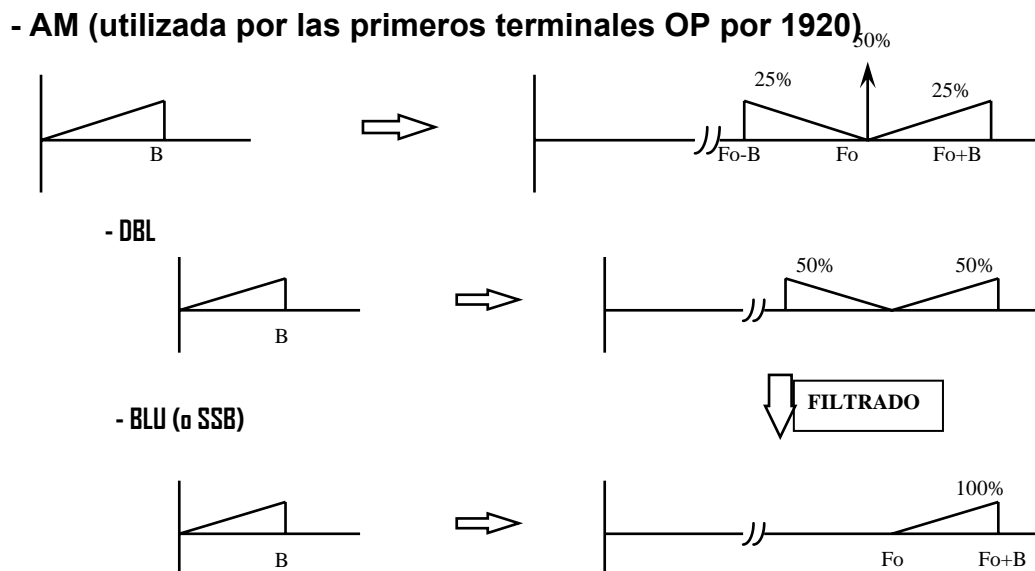 - AM (utilizada por las primeros terminales OP por 1920)
50%
25%
25%
B
Fo-B
Fo
Fo+B
- DBL
50%
50%
B
FILTRADO
- BLU (o SSB)
100%
B
Fo
Fo+B